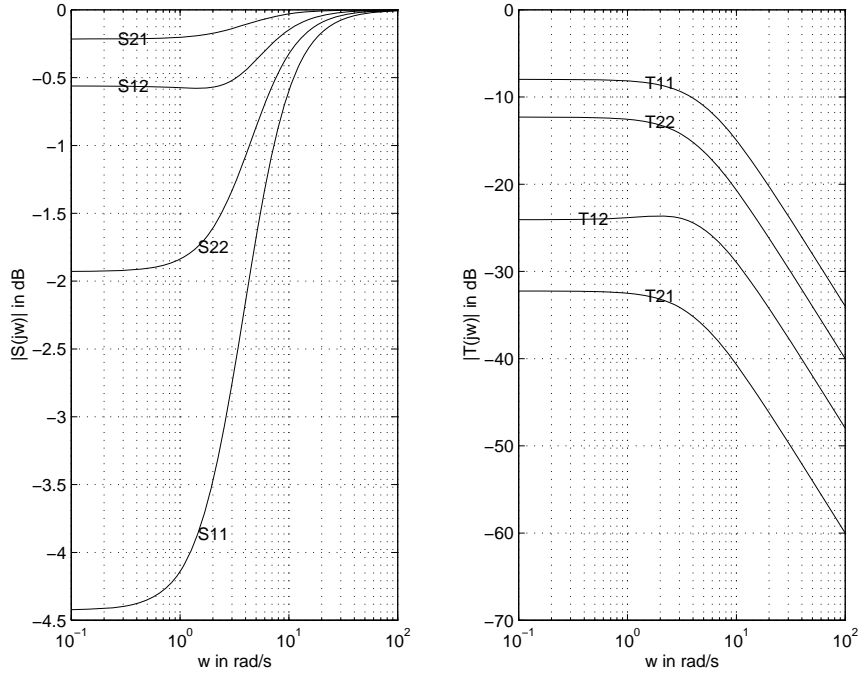 0
−0.5
−1
−1.5
−2
−2.5
−3
−3.5
−4
−4.5
10^−1
10^0
10^1
10^2
w in rad/s
|S(jw)| in dB
S21
S12
S22
S11
0
−10
−20
−30
−40
−50
−60
−70
10^−1
10^0
10^1
10^2
w in rad/s
|T(jw)| in dB
T11
T22
T12
T21